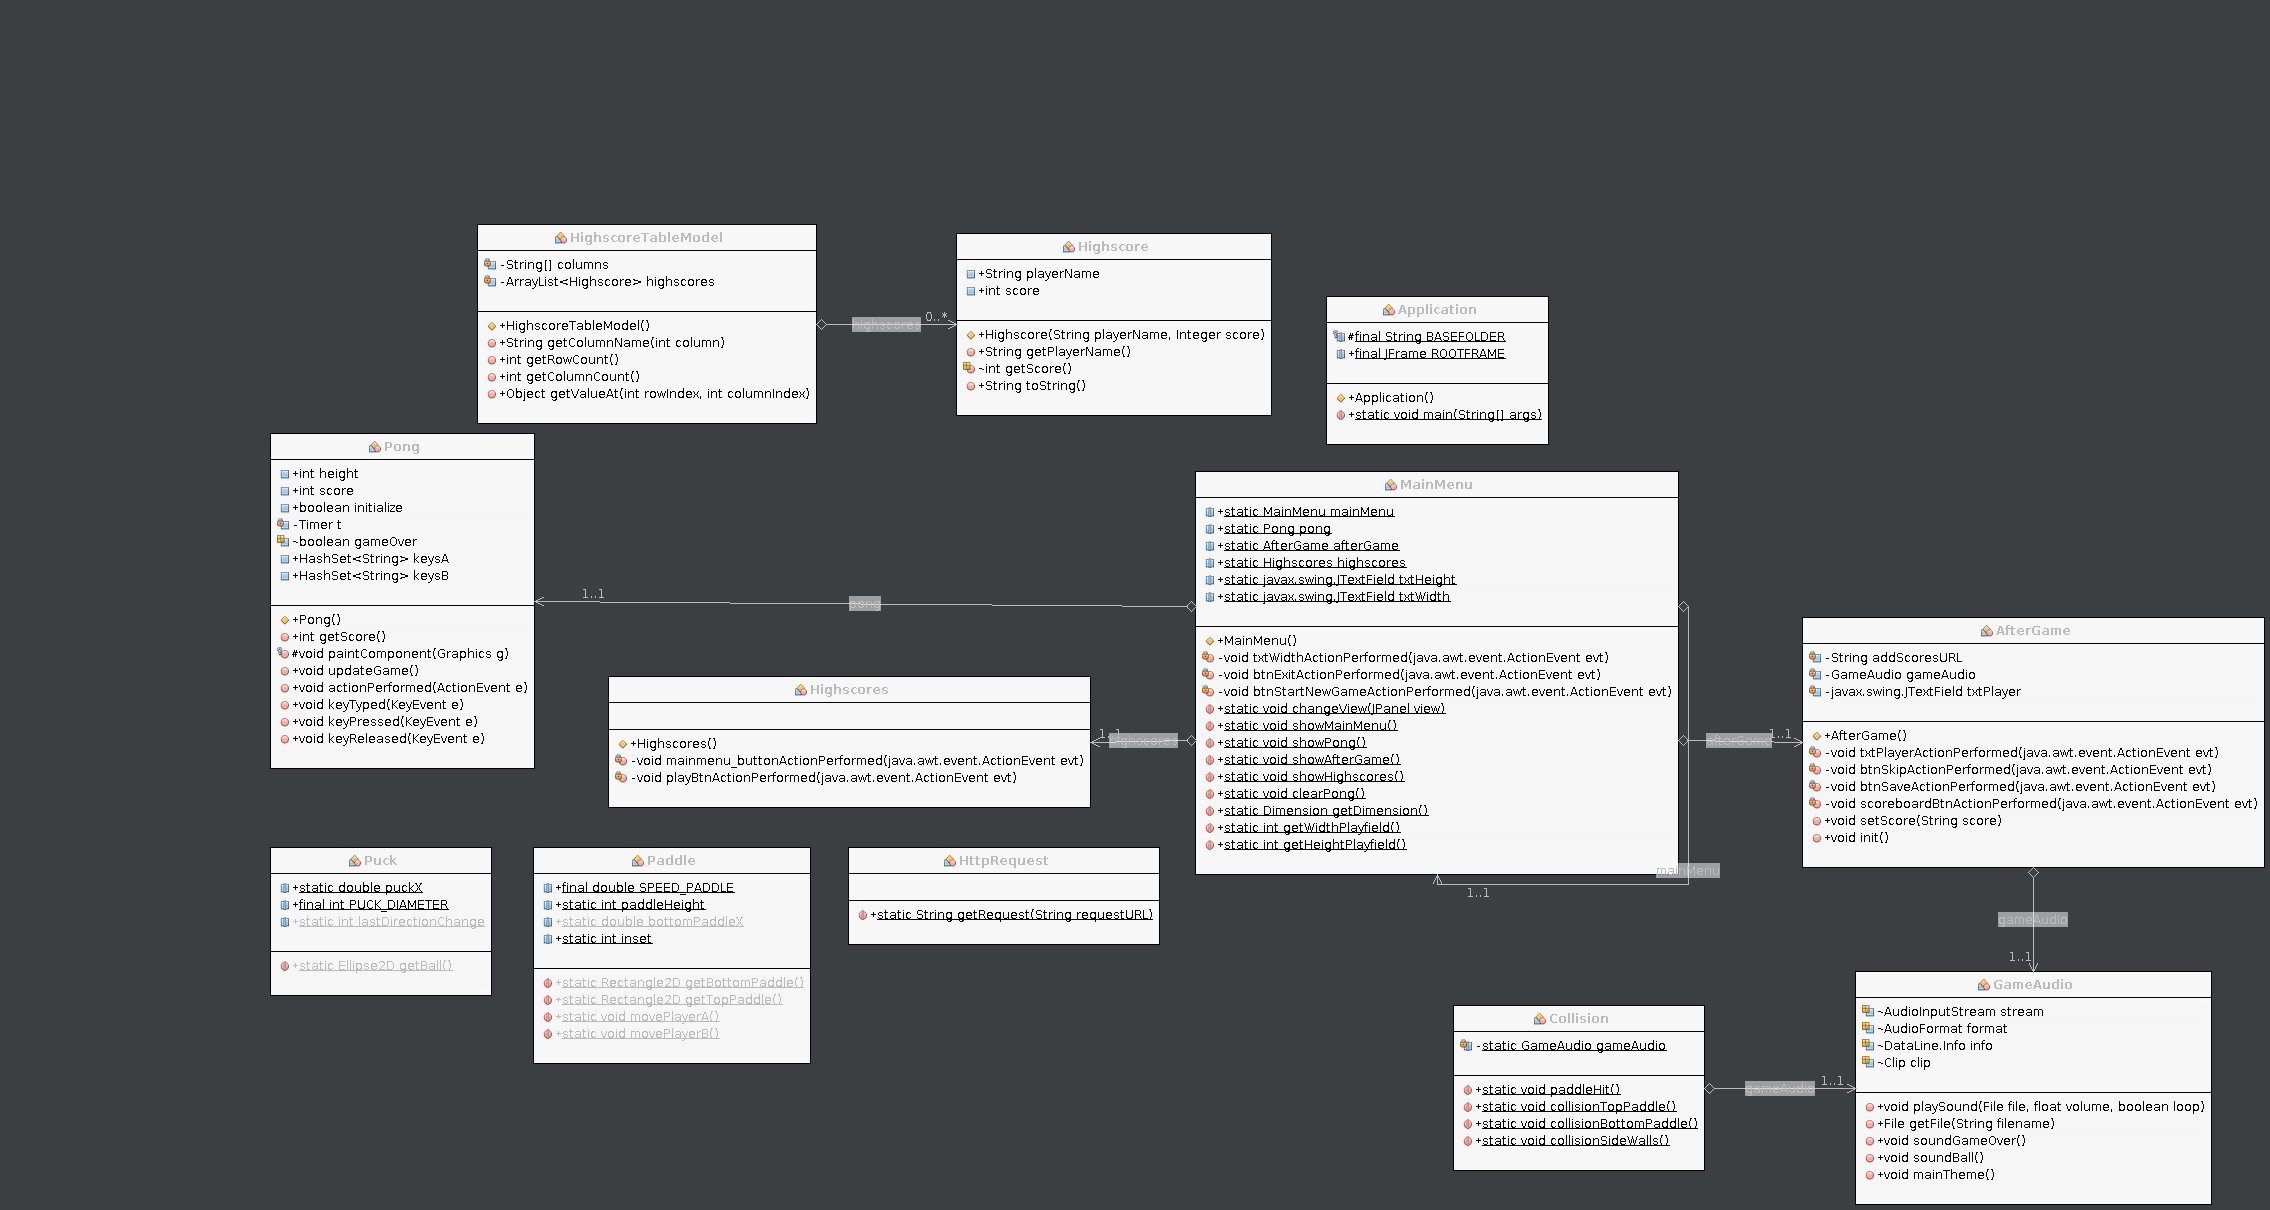 HighscoreTableModel
-String[] columns
-ArrayList<Highscore> highscores
+HighscoreTableModel()
+String getColumnName(int column)
+int getRowCount()
+int getColumnCount()
+Object getValueAt(int rowIndex, int columnIndex)
highscores
0..*
Highscore
+String playerName
+int score
+Highscore(String playerName, Integer score)
+String getPlayerName()
~int getScore()
+String toString()
Application
#final String BASEFOLDER
+final JFrame ROOTFRAME
+Application()
+static void main(String[] args)
Pong
+int height
+int score
+boolean initialize
-Timer t
~boolean gameOver
+HashSet<String> keysA
+HashSet<String> keysB
+Pong()
+int getScore()
#void paintComponent(Graphics g)
+void updateGame()
+void actionPerformed(ActionEvent e)
+void keyTyped(KeyEvent e)
+void keyPressed(KeyEvent e)
+void keyReleased(KeyEvent e)
1..1
pong
MainMenu
+static MainMenu mainMenu
+static Pong pong
+static AfterGame afterGame
+static Highscores highscores
+static javax.swing.JTextField txtHeight
+static javax.swing.JTextField txtWidth
+MainMenu()
-void txtWidthActionPerformed(java.awt.event.ActionEvent evt)
-void btnExitActionPerformed(java.awt.event.ActionEvent evt)
-void btnStartNewGameActionPerformed(java.awt.event.ActionEvent evt)
+static void changeView(JPanel view)
+static void showMainMenu()
+static void showPong()
+static void showAfterGame()
+static void showHighscores()
+static void clearPong()
+static Dimension getDimension()
+static int getWidthPlayfield()
+static int getHeightPlayfield()
mainMenu
1..1
Highscores
+Highscores()
-void mainmenu_buttonActionPerformed(java.awt.event.ActionEvent evt)
-void playBtnActionPerformed(java.awt.event.ActionEvent evt)
1..1
highscores
afterGame
1..1
AfterGame
-String addScoresURL
-GameAudio gameAudio
-javax.swing.JTextField txtPlayer
+AfterGame()
-void txtPlayerActionPerformed(java.awt.event.ActionEvent evt)
-void btnSkipActionPerformed(java.awt.event.ActionEvent evt)
-void btnSaveActionPerformed(java.awt.event.ActionEvent evt)
-void scoreboardBtnActionPerformed(java.awt.event.ActionEvent evt)
+void setScore(String score)
+void init()
gameAudio
1..1
Puck
+static double puckX
+final int PUCK_DIAMETER
+static int lastDirectionChange
+static Ellipse2D getBall()
Paddle
+final double SPEED_PADDLE
+static int paddleHeight
+static double bottomPaddleX
+static int inset
+static Rectangle2D getBottomPaddle()
+static Rectangle2D getTopPaddle()
+static void movePlayerA()
+static void movePlayerB()
HttpRequest
+static String getRequest(String requestURL)
Collision
-static GameAudio gameAudio
+static void paddleHit()
+static void collisionTopPaddle()
+static void collisionBottomPaddle()
+static void collisionSideWalls()
gameAudio
1..1
GameAudio
~AudioInputStream stream
~AudioFormat format
~DataLine.Info info
~Clip clip
+void playSound(File file, float volume, boolean loop)
+File getFile(String filename)
+void soundGameOver()
+void soundBall()
+void mainTheme()